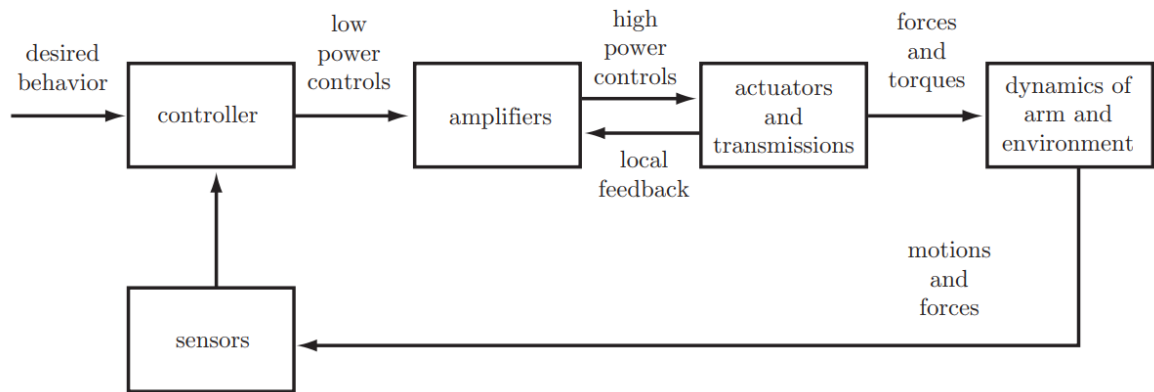 desired
behavior
controller
low
power
controls
amplifiers
high
power
controls
local
feedback
actuators
and
transmissions
forces
and
torques
dynamics of
arm and
environment
motions
and
forces
sensors